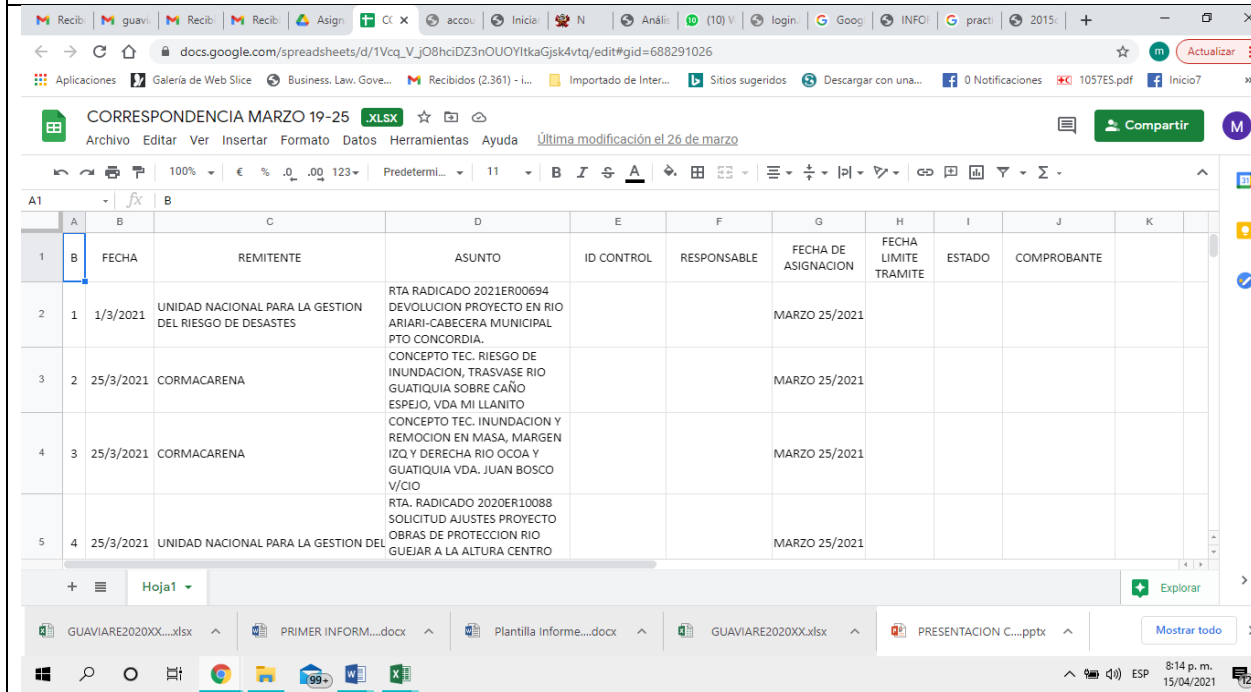 Recib
guavi
Recib
Recib
Asign
CC
accou
Iniciar
N
Anális
(10) V
login.
Goog
INFOR
practi
2015c
docs.google.com/spreadsheets/d/1Vcq_V_jO8hciDZ3nOUOYItkaGjsk4vtq/edit#gid=688291026
m
Actualizar
Aplicaciones Galería de Web Slice Business. Law. Gove... Recibidos (2.361) - i... Importado de Inter... Sitios sugeridos Descargar con una... 0 Notificaciones 1057ES.pdf Inicio7
CORRESPONDENCIA MARZO 19-25 .XLSX
Compartir
M
Archivo Editar Ver Insertar Formato Datos Herramientas Ayuda Última modificación el 26 de marzo
100% € % .0 .00 123 Predetermi... 11 B I S A
A1 fx B
A B C D E F G H I J K
1 B FECHA REMITENTE ASUNTO ID CONTROL RESPONSABLE FECHA DE ASIGNACION FECHA LIMITE TRAMITE ESTADO COMPROBANTE
2 1 1/3/2021
UNIDAD NACIONAL PARA LA GESTION
DEL RIESGO DE DESASTES
RTA RADICADO 2021ER00694
DEVOLUCION PROYECTO EN RIO
ARIARI-CABECERA MUNICIPAL
PTO CONCORDIA.
MARZO 25/2021
3 2 25/3/2021 CORMACARENA
CONCEPTO TEC. RIESGO DE
INUNDACION, TRASVASE RIO
GUATIQUIA SOBRE CAÑO
ESPEJO, VDA MI LLANITO
MARZO 25/2021
4 3 25/3/2021 CORMACARENA
CONCEPTO TEC. INUNDACION Y
REMOCION EN MASA, MARGEN
IZQ Y DERECHA RIO OCOA Y
GUATIQUIA VDA. JUAN BOSCO
V/CIO
MARZO 25/2021
5 4 25/3/2021 UNIDAD NACIONAL PARA LA GESTION DEL
RTA. RADICADO 2020ER10088
SOLICITUD AJUSTES PROYECTO
OBRAS DE PROTECCION RIO
GUEJAR A LA ALTURA CENTRO
MARZO 25/2021
Hoja1
Explorar
GUAVIARE2020XX....xlsx PRIMER INFORM....docx Plantilla Informe....docx GUAVIARE2020XX.xlsx PRESENTACION C....pptx Mostrar todo
99+
ESP
8:14 p. m.
15/04/2021